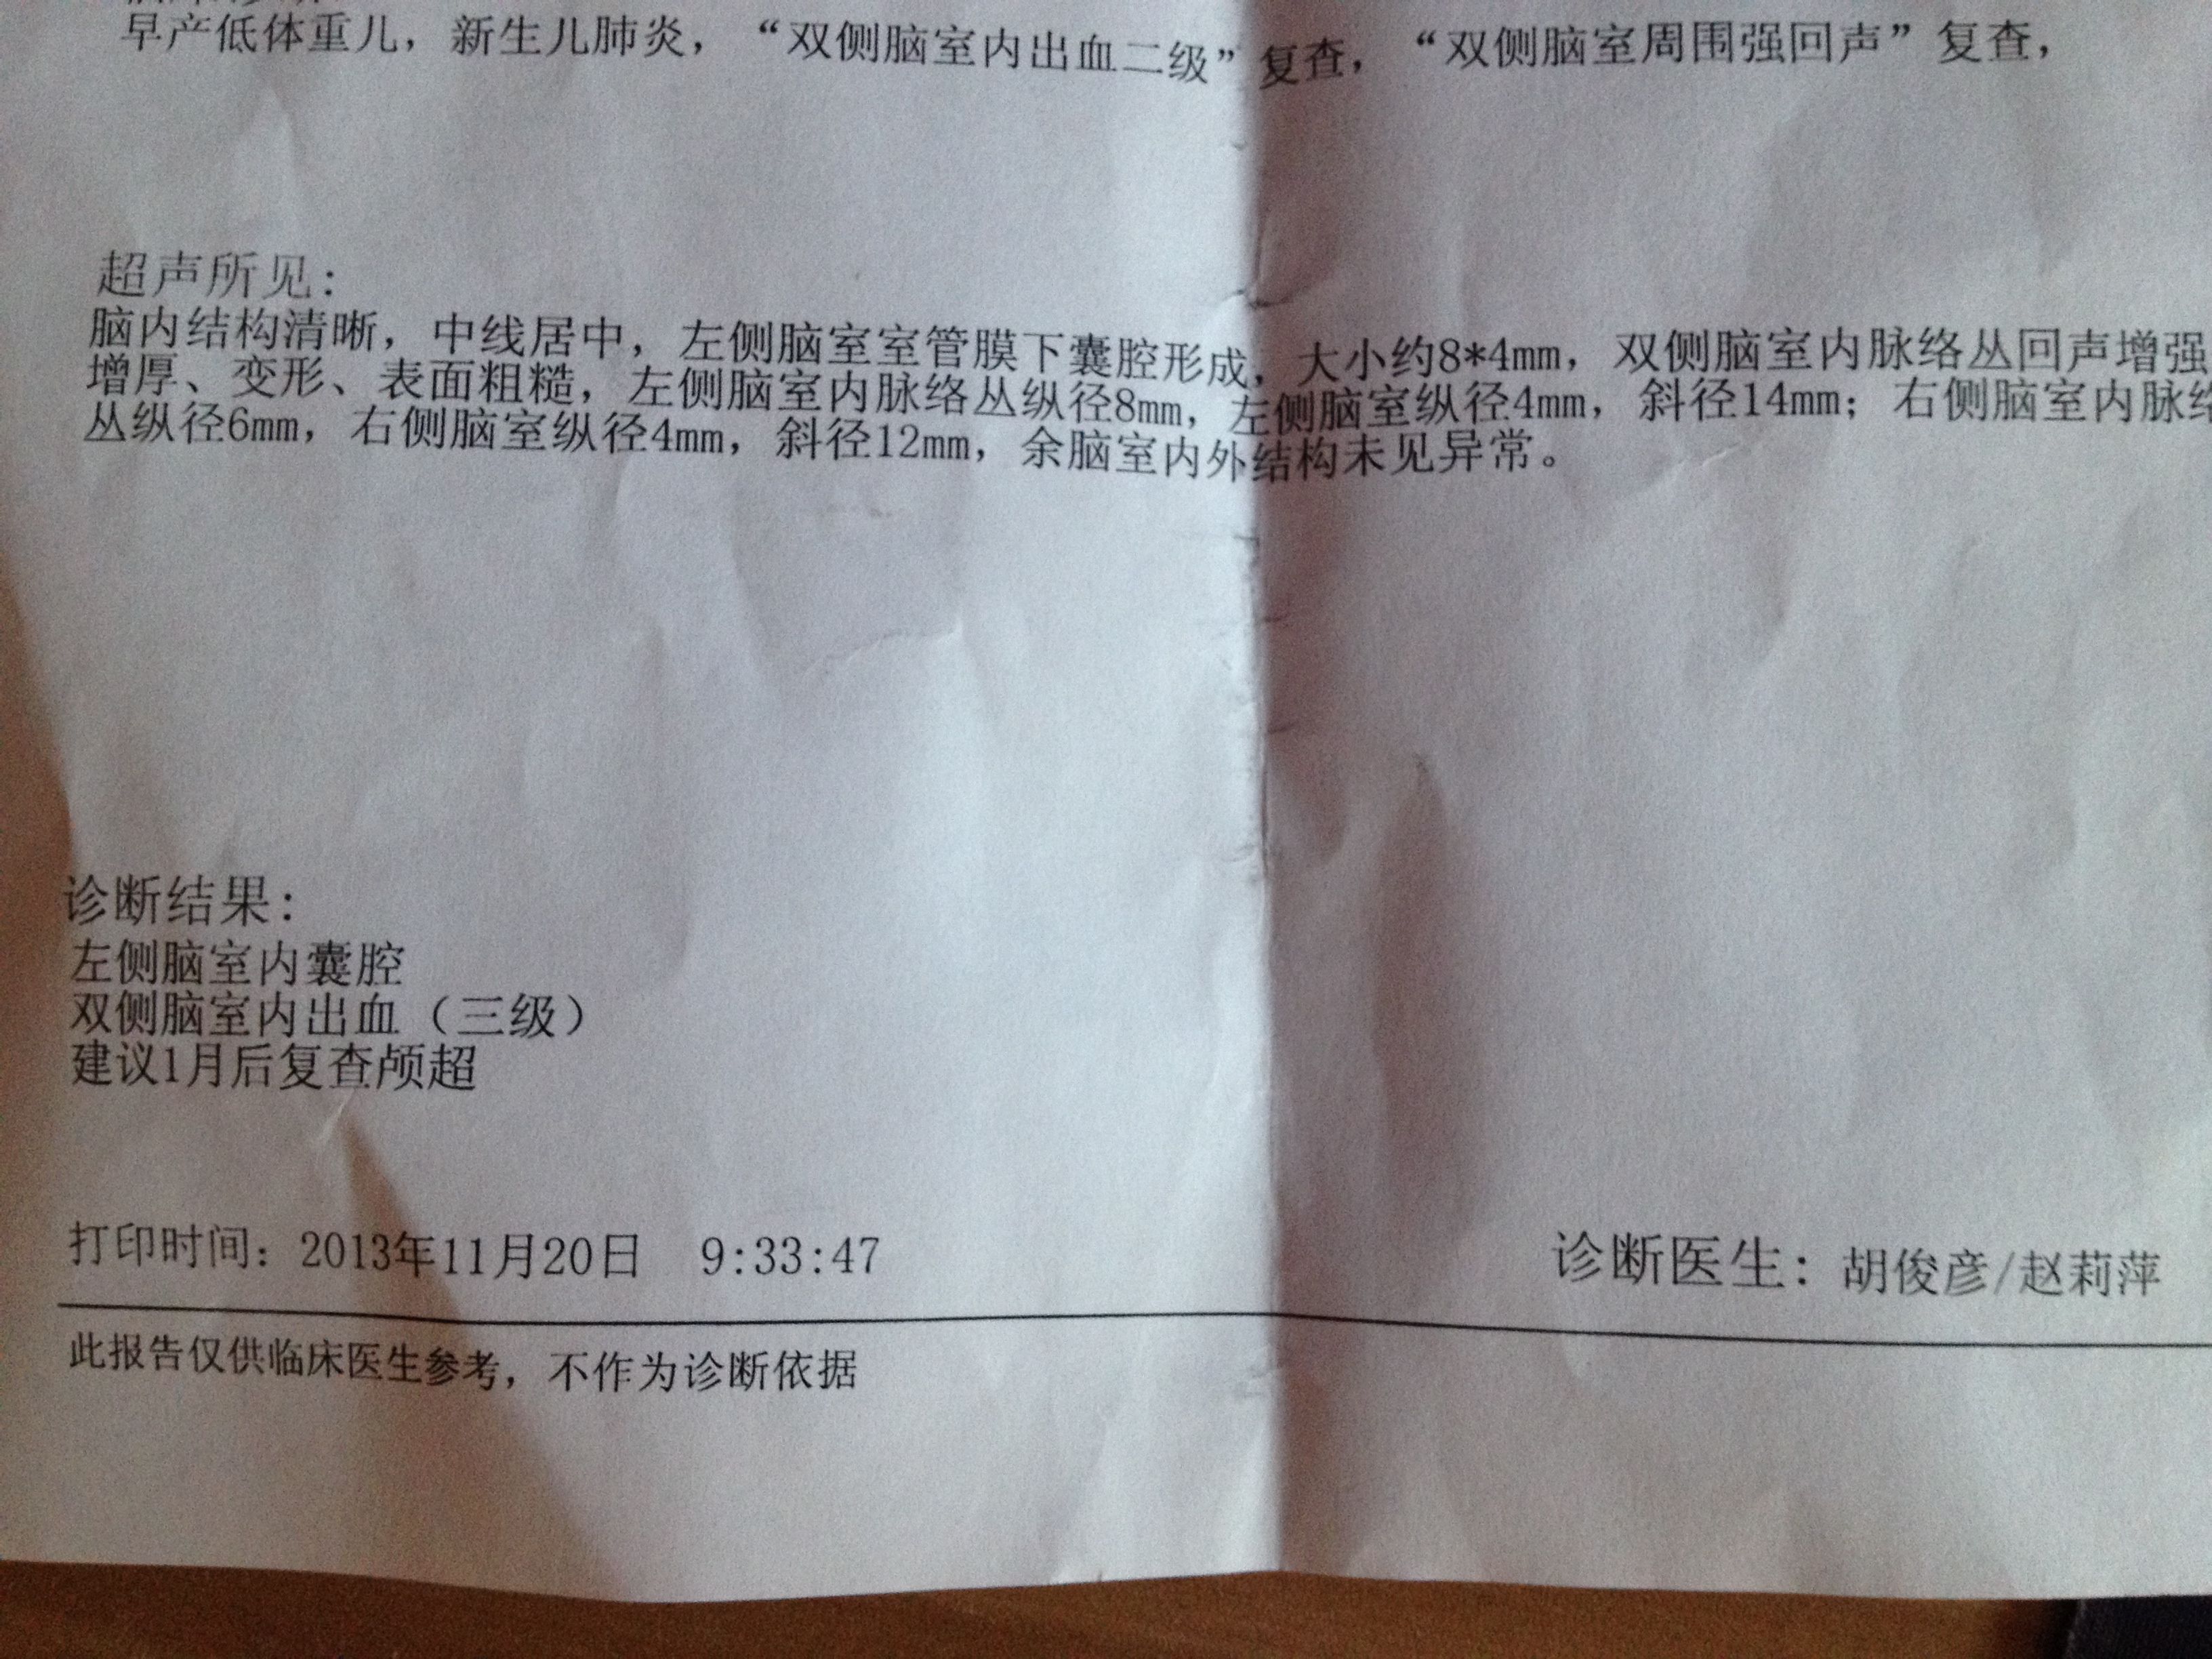 早产低体重儿，新生儿肺炎，“双侧脑室内出血二级”复查，“双侧脑室周围强回声”复查，
超声所见：
脑内结构清晰，中线居中，左侧脑室室管膜下囊腔形成，大小约8*4mm，双侧脑室内脉络丛回声增强
增厚、变形、表面粗糙，左侧脑室内脉络丛纵径8mm，左侧脑室纵径4mm，斜径14mm；右侧脑室内脉络
丛纵径6mm，右侧脑室纵径4mm，斜径12mm，余脑室内外结构未见异常。
诊断结果：
左侧脑室内囊腔
双侧脑室内出血（三级）
建议1月后复查颅超
打印时间：2013年11月20日 9:33:47
诊断医生：胡俊彦/赵莉萍
此报告仅供临床医生参考，不作为诊断依据